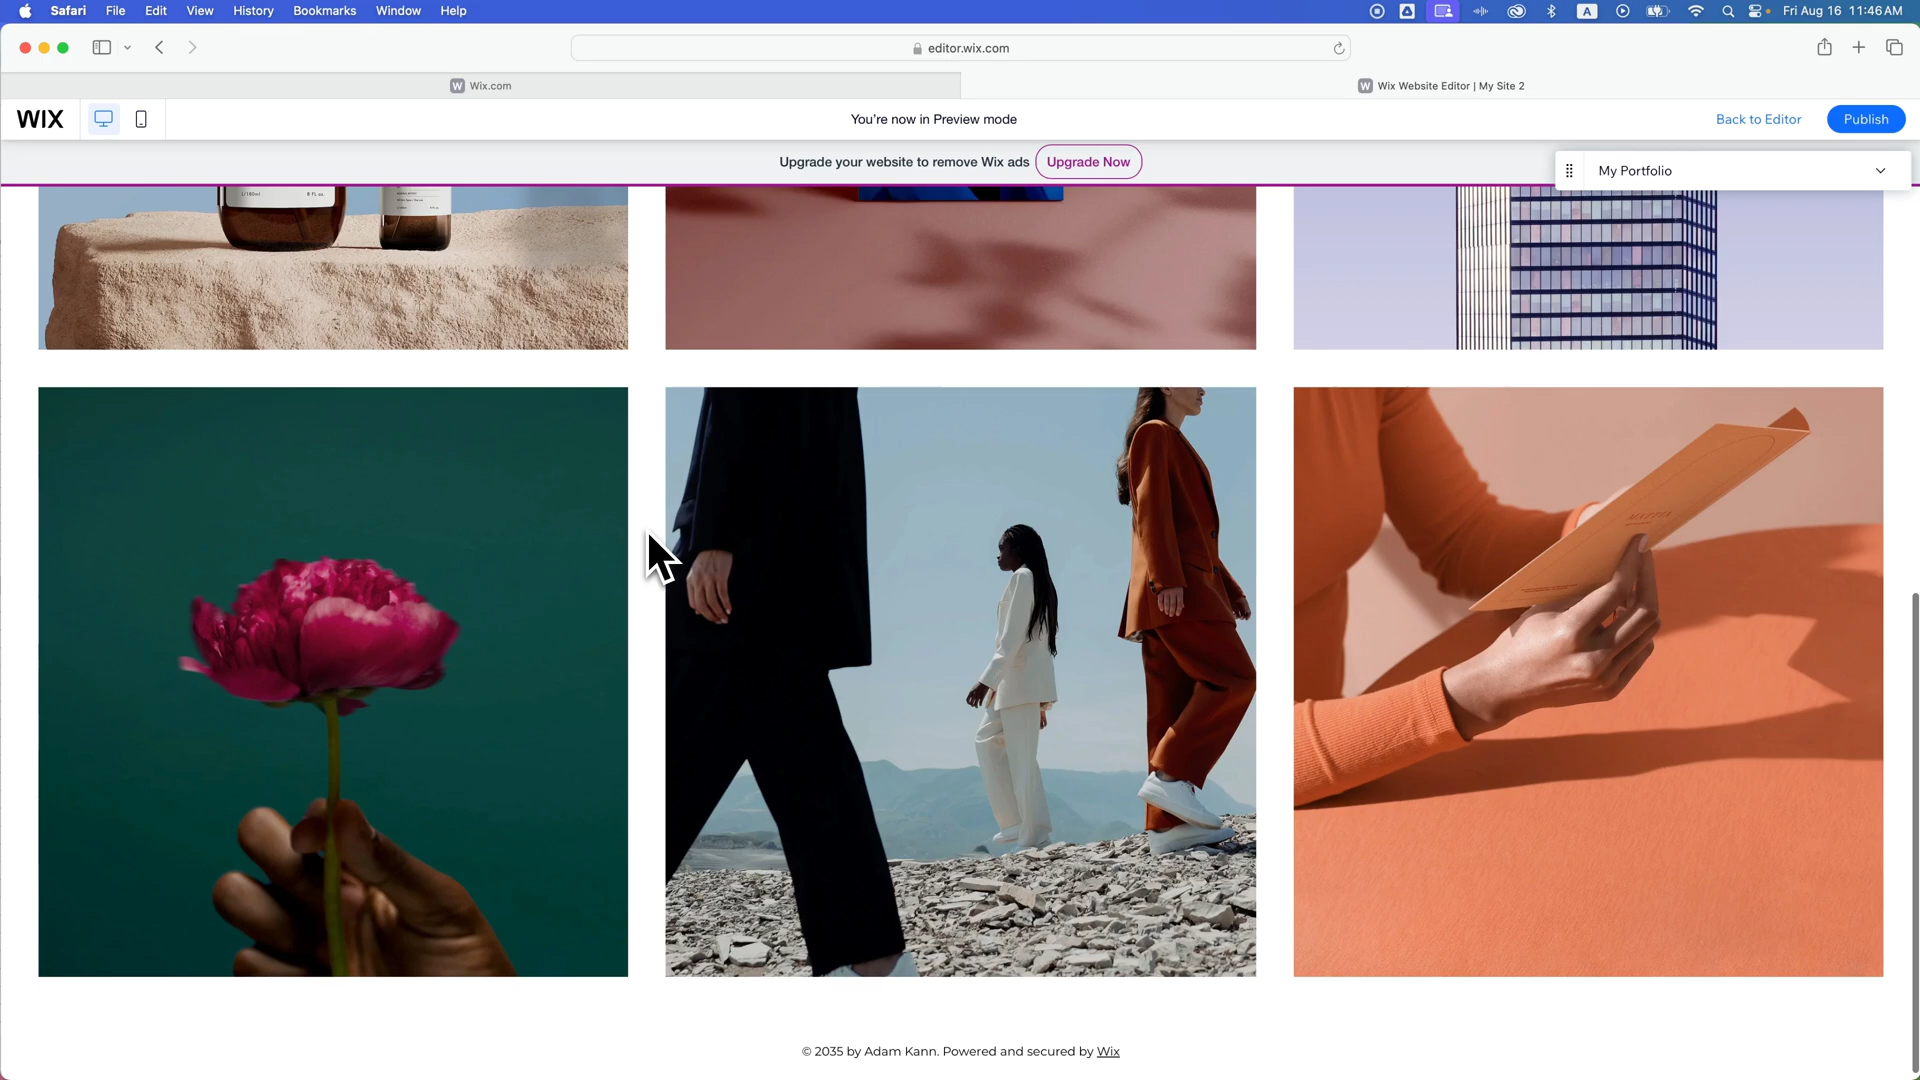 Safari File Edit View History Bookmarks Window Help
A
Fri Aug 16 11:46 AM
editor.wix.com
W Wix.com
W Wix Website Editor | My Site 2
WIX
You're now in Preview mode
Back to Editor
Publish
Upgrade your website to remove Wix ads
Upgrade Now
My Portfolio
© 2035 by Adam Kann. Powered and secured by Wix